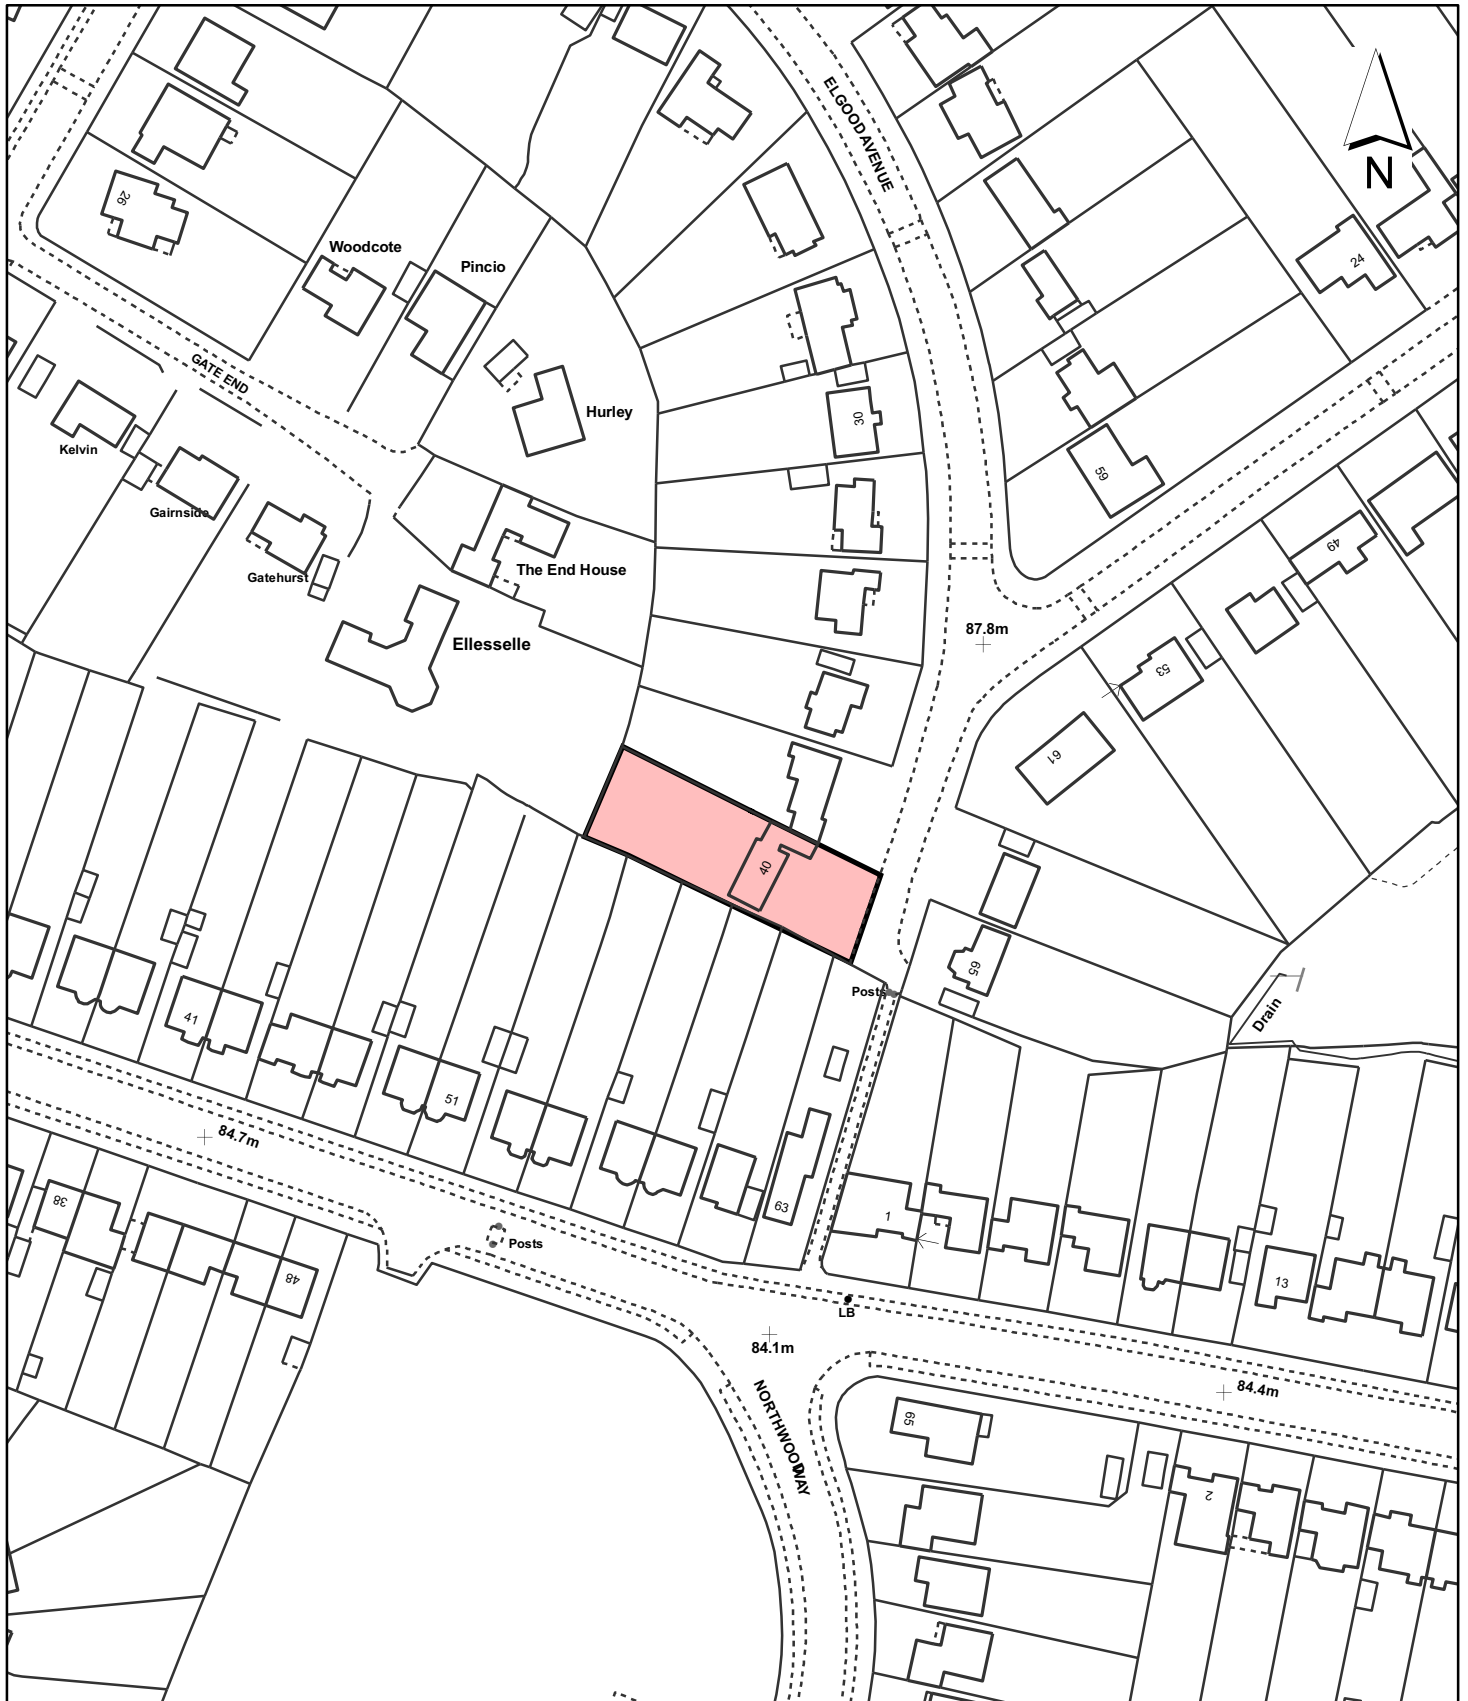 ELGOOD AVENUE
N
26
Woodcote
Pincio
24
GATE END
Hurley
30
Kelvin
59
Gairnside
49
Gatehurst
The End House
87.8m
Ellesselle
53
61
40
65
Posts
41
Drain
51
84.7m
38
63
1
Posts
48
13
LB
84.1m
NORTHWOOD WAY
84.4m
65
2